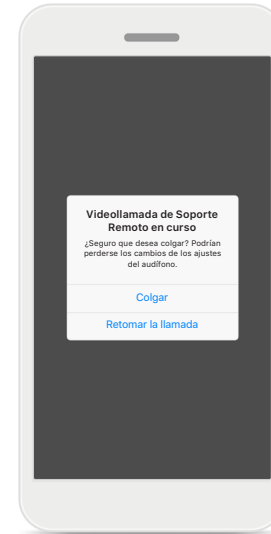 Videollamada de Soporte
Remoto en curso
¿Seguro que desea colgar? Podrían
perderse los cambios de los ajustes
del audífono.
Colgar
Retomar la llamada